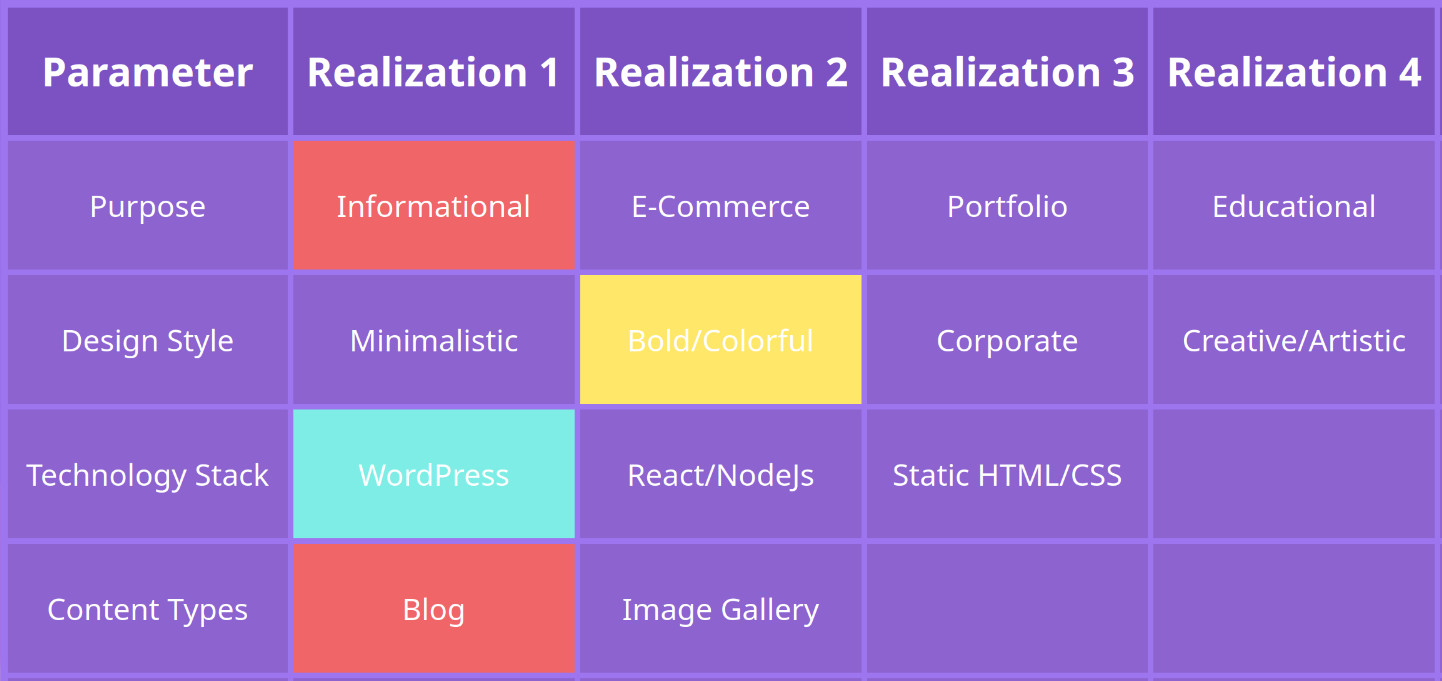 Parameter Realization 1 Realization 2 Realization 3 Realization 4
Purpose Informational E-Commerce Portfolio Educational
Design Style Minimalistic Bold/Colorful Corporate Creative/Artistic
Technology Stack WordPress React/NodeJs Static HTML/CSS
Content Types Blog Image Gallery